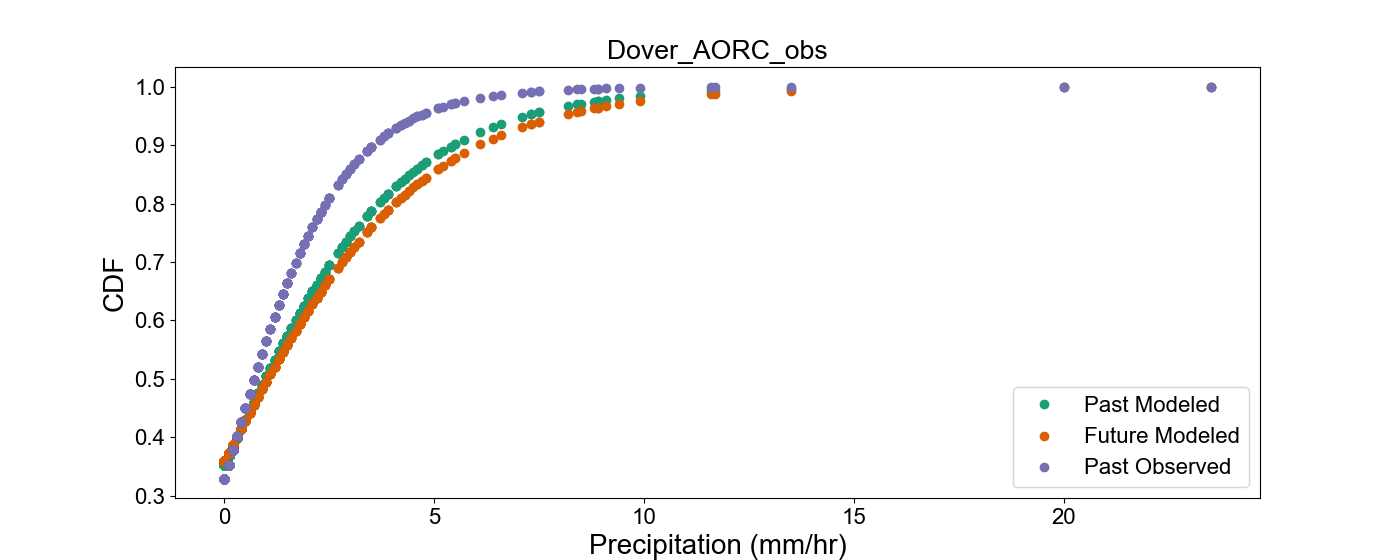 Dover_AORC_obs
CDF
1.0
0.9
0.8
0.7
0.6
0.5
0.4
0.3
0
5
10
15
20
Precipitation (mm/hr)
Past Modeled
Future Modeled
Past Observed